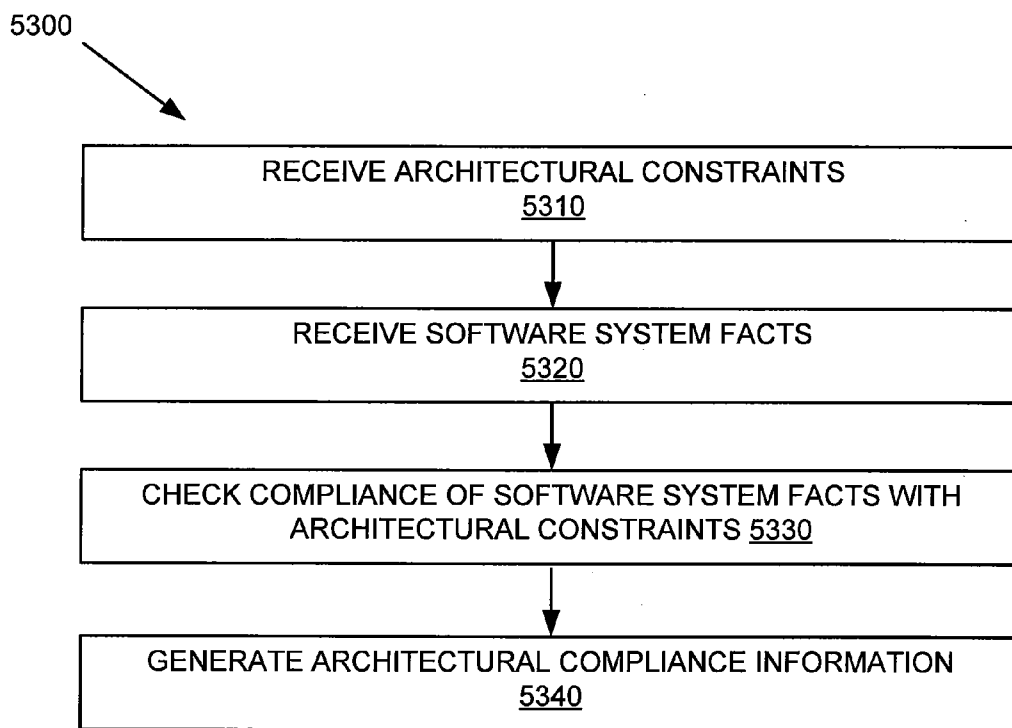 5300
RECEIVE ARCHITECTURAL CONSTRAINTS
5310
RECEIVE SOFTWARE SYSTEM FACTS
5320
CHECK COMPLIANCE OF SOFTWARE SYSTEM FACTS WITH
ARCHITECTURAL CONSTRAINTS 5330
GENERATE ARCHITECTURAL COMPLIANCE INFORMATION
5340